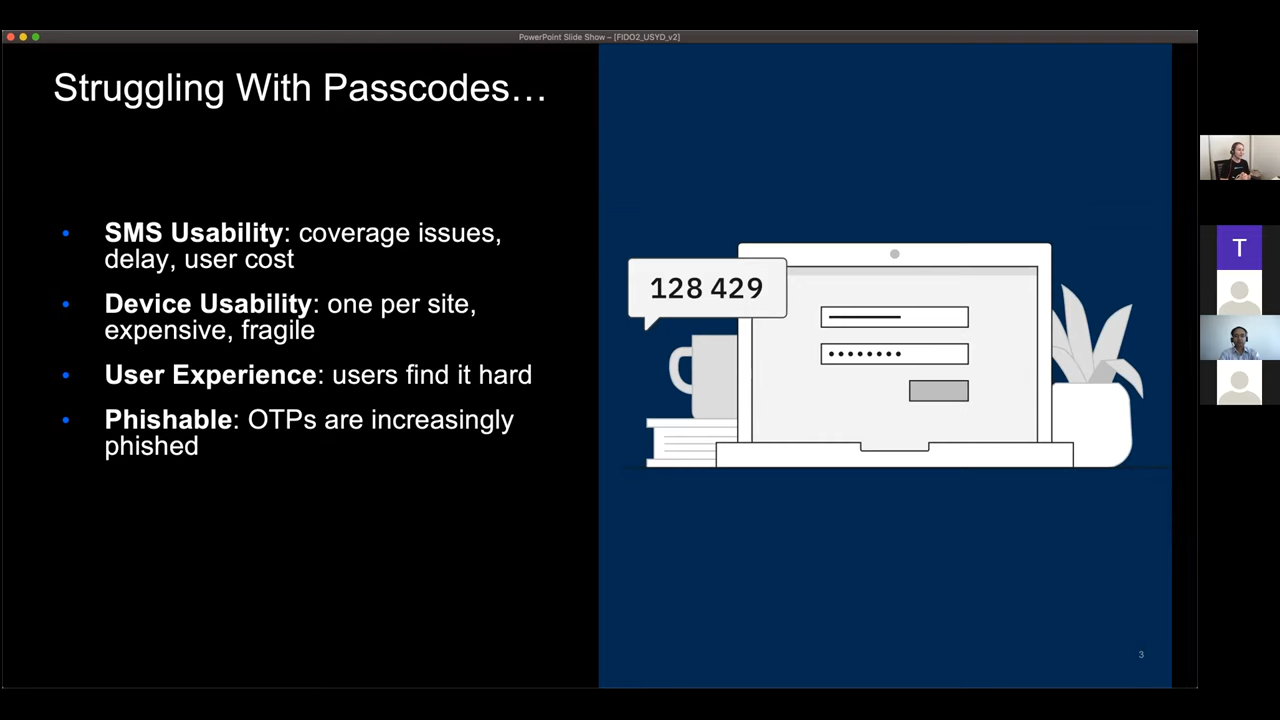 PowerPoint Slide Show – [FIDO2_USYD_v2]
Struggling With Passcodes…
• SMS Usability: coverage issues,
delay, user cost
• Device Usability: one per site,
expensive, fragile
• User Experience: users find it hard
• Phishable: OTPs are increasingly
phished
128 429
3
T